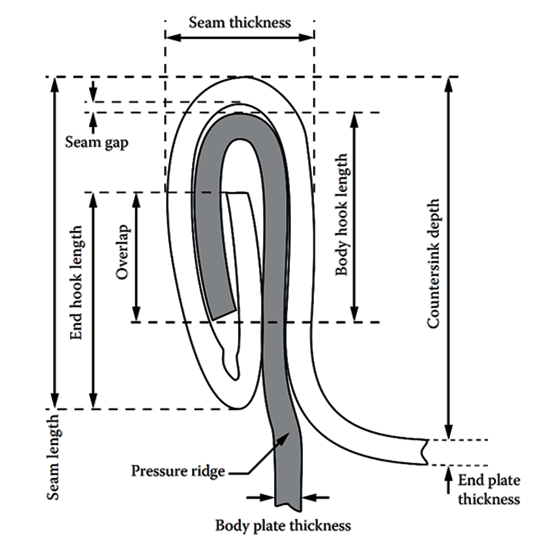 Seam thickness
Seam gap
End hook length
Overlap
Body hook length
Countersink depth
Seam length
Pressure ridge
End plate
thickness
Body plate thickness